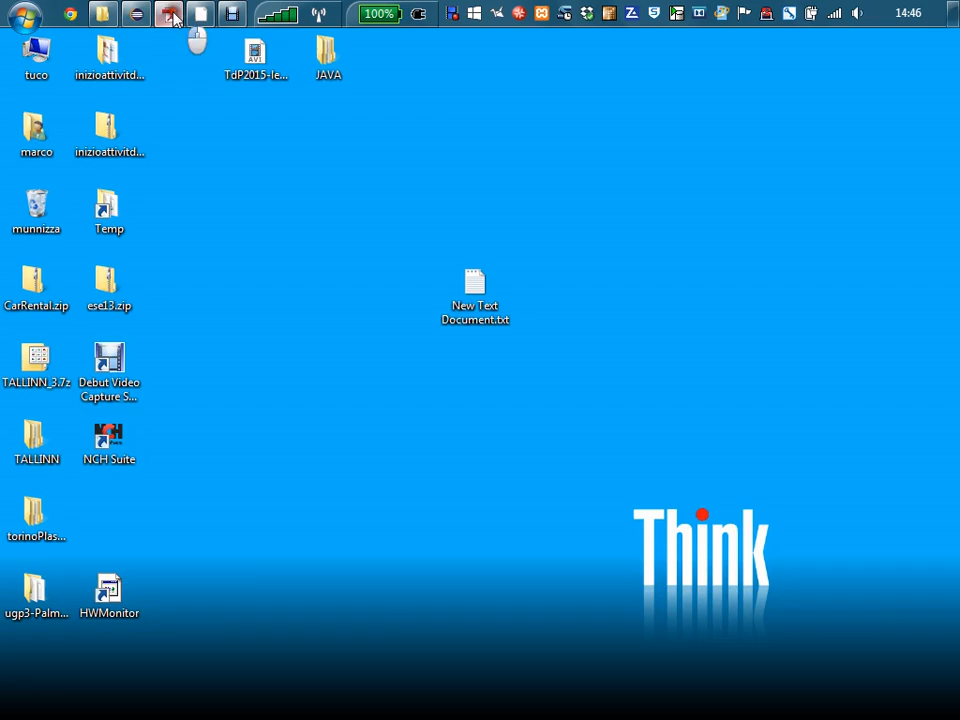 100%
14:46
tuco
inizioattivitd...
TdP2015-le...
AVI
JAVA
marco
inizioattivitd...
munnizza
Temp
CarRental.zip
ese13.zip
New Text
Document.txt
TALLINN_3.7z
Debut Video
Capture S...
TALLINN
NCH Suite
torinoPlas...
Think
ugp3-Palm...
HWMonitor